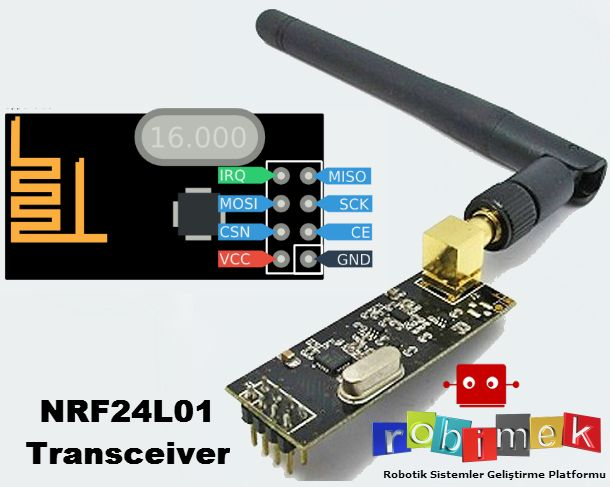 16.000
IRQ MISO
MOSI SCK
CSN CE
VCC GND
NRF24L01
Transceiver
robimek
Robotik Sistemler Geliştirme Platformu